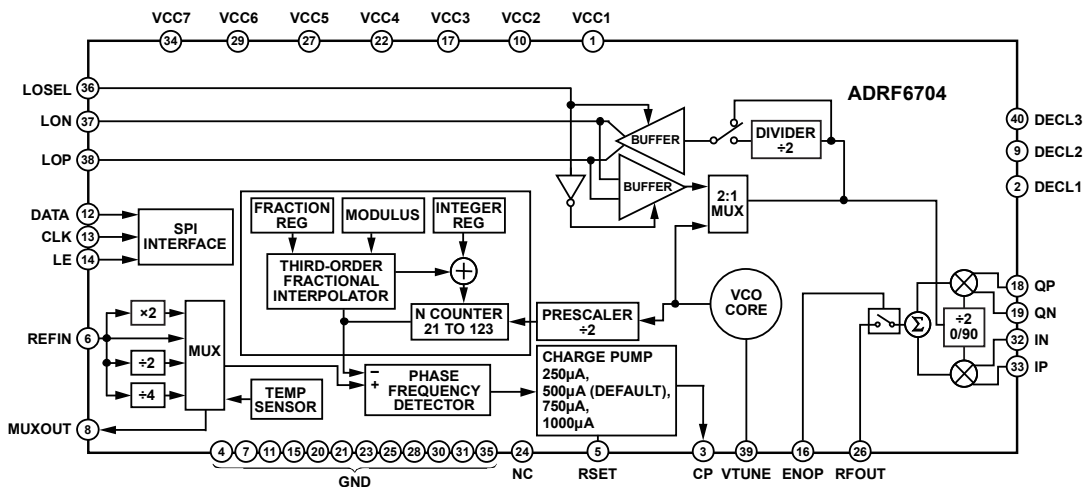 VCC7 VCC6 VCC5 VCC4 VCC3 VCC2 VCC1
34 29 27 22 17 10 1
LOSEL 36
ADRF6704
LON 37
BUFFER
DIVIDER
÷2
40 DECL3
LOP 38
9 DECL2
BUFFER
2:1
MUX
2 DECL1
DATA 12
CLK 13
LE 14
SPI
INTERFACE
FRACTION
REG
MODULUS
INTEGER
REG
THIRD-ORDER
FRACTIONAL
INTERPOLATOR
+
N COUNTER
21 TO 123
PRESCALER
÷2
VCO
CORE
18 QP
19 QN
32 IN
33 IP
Σ
÷2
0/90
REFIN 6
×2
÷2
÷4
MUX
TEMP
SENSOR
−
+
PHASE
FREQUENCY
DETECTOR
CHARGE PUMP
250µA,
500µA (DEFAULT),
750µA,
1000µA
MUXOUT 8
4 7 11 15 20 21 23 25 28 30 31 35 24 5 3 39 16 26
GND NC RSET CP VTUNE ENOP RFOUT